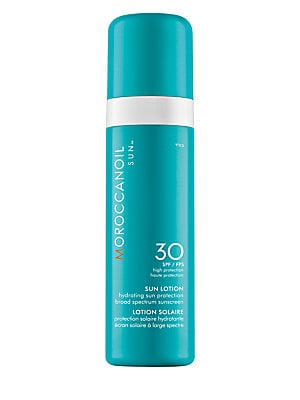 MOROCCANOIL
SUN™
30
SPF / FPS
high protection
haute protection
SUN LOTION
hydrating sun protection
broad spectrum sunscreen
LOTION SOLAIRE
protection solaire hydratante
écran solaire à large spectre